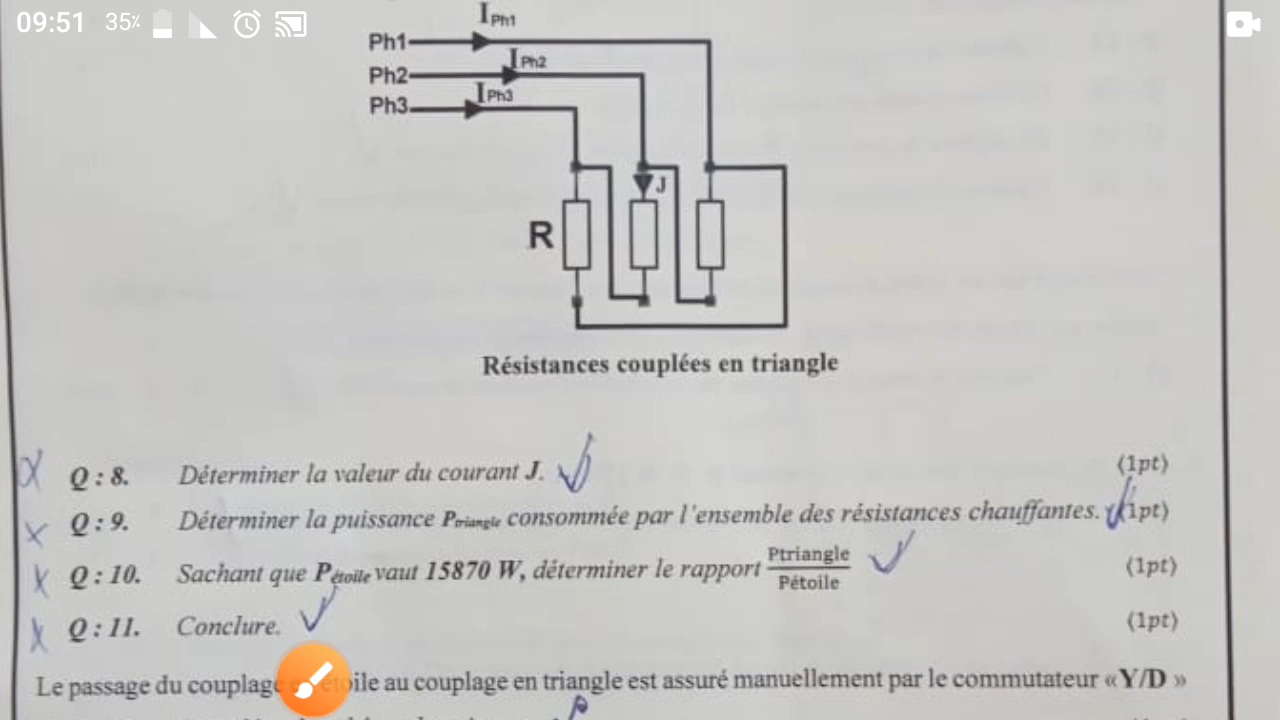 09:51 35%
I Ph1
Ph1
I Ph2
Ph2
I Ph3
Ph3
J
R
Résistances couplées en triangle
Q : 8. Déterminer la valeur du courant J. (1pt)
Q : 9. Déterminer la puissance Ptriangle consommée par l'ensemble des résistances chauffantes. (1pt)
Q : 10. Sachant que Pétoile vaut 15870 W, déterminer le rapport Ptriangle / Pétoile (1pt)
Q : 11. Conclure. (1pt)
Le passage du couplage étoile au couplage en triangle est assuré manuellement par le commutateur « Y/D »